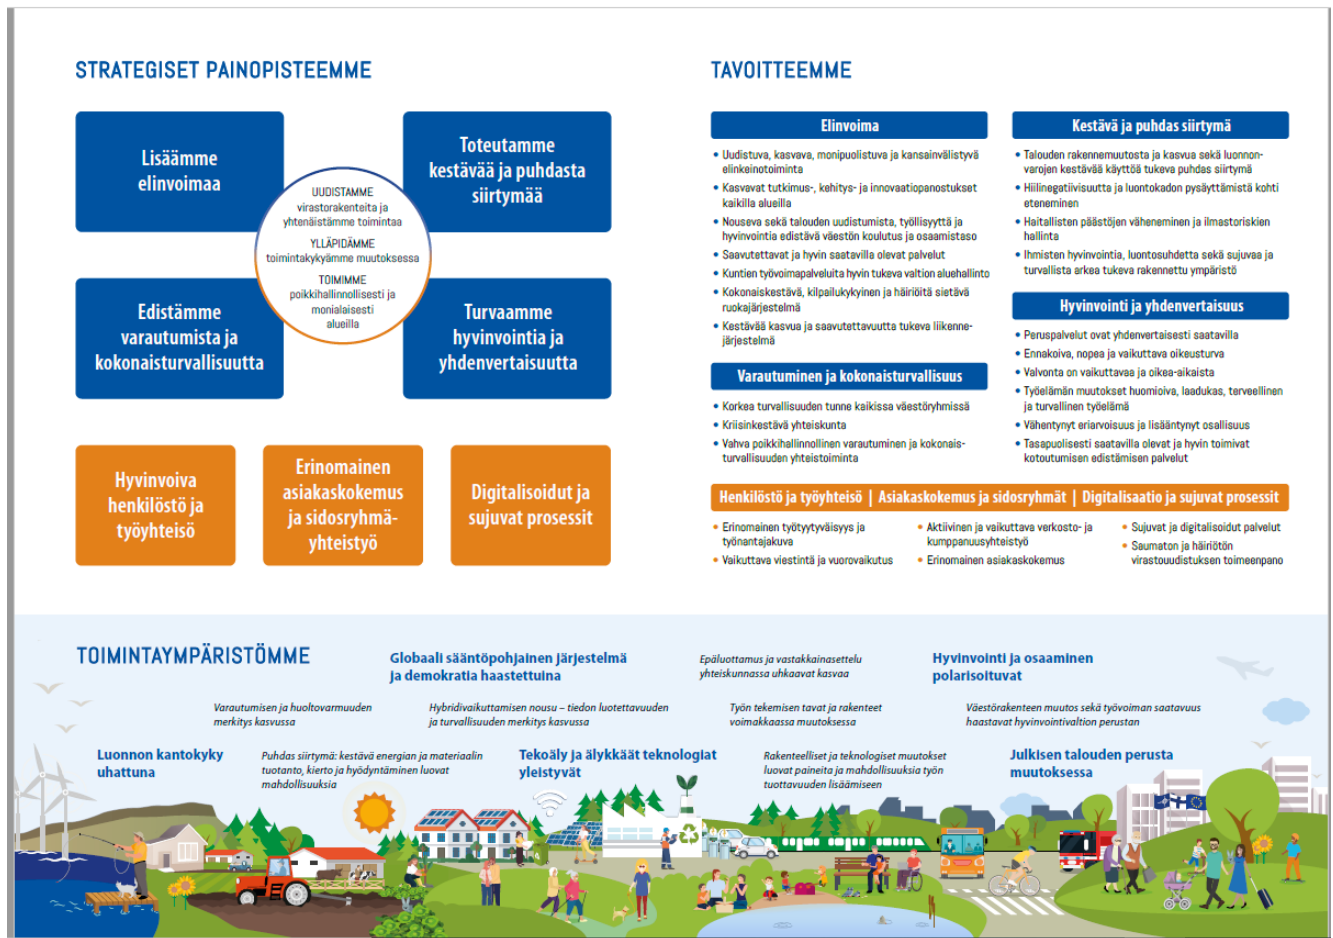 STRATEGISET PAINOPISTEEMME
Lisäämme
elinvoimaa
Toteutamme
kestävää ja puhdasta
siirtymää
UUDISTAMME
virastorakenteita ja
yhtenäistämme toimintaa
YLLÄPIDÄMME
toimintakykyämme muutoksessa
TOIMIMME
poikkihallinnollisesti ja
monialaisesti
alueilla
Edistämme
varautumista ja
kokonaisturvallisuutta
Turvaamme
hyvinvointia ja
yhdenvertaisuutta
Hyvinvoiva
henkilöstö ja
työyhteisö
Erinomainen
asiakaskokemus
ja sidosryhmä-
yhteistyö
Digitalisoidut ja
sujuvat prosessit
TAVOITTEEMME
Elinvoima
• Uudistuva, kasvava, monipuolistuva ja kansainvälistyvä
elinkeinotoiminta
• Kasvavat tutkimus-, kehitys- ja innovaatiopanostukset
kaikilla alueilla
• Nouseva sekä talouden uudistumista, työllisyyttä ja
hyvinvointia edistävä väestön koulutus ja osaamistaso
• Saavutettavat ja hyvin saatavilla olevat palvelut
• Kuntien työvoimapalveluita hyvin tukeva valtion aluehallinto
• Kokonaiskestävä, kilpailukykyinen ja häiriöitä sietävä
ruokajärjestelmä
• Kestävää kasvua ja saavutettavuutta tukeva liikenne-
järjestelmä
Varautuminen ja kokonaisturvallisuus
• Korkea turvallisuuden tunne kaikissa väestöryhmissä
• Kriisinkestävä yhteiskunta
• Vahva poikkihallinnollinen varautuminen ja kokonais-
turvallisuuden yhteistoiminta
Kestävä ja puhdas siirtymä
• Talouden rakennemuutosta ja kasvua sekä luonnon-
varojen kestävää käyttöä tukeva puhdas siirtymä
• Hiilinegatiivisuutta ja luontokadon pysäyttämistä kohti
eteneminen
• Haitallisten päästöjen väheneminen ja ilmastoriskien
hallinta
• Ihmisten hyvinvointia, luontosuhdetta sekä sujuvaa ja
turvallista arkea tukeva rakennettu ympäristö
Hyvinvointi ja yhdenvertaisuus
• Peruspalvelut ovat yhdenvertaisesti saatavilla
• Ennakoiva, nopea ja vaikuttava oikeusturva
• Valvonta on vaikuttavaa ja oikea-aikaista
• Työelämän muutokset huomioiva, laadukas, terveellinen
ja turvallinen työelämä
• Vähentynyt eriarvoisuus ja lisääntynyt osallisuus
• Tasapuolisesti saatavilla olevat ja hyvin toimivat
kotoutumisen edistämisen palvelut
Henkilöstö ja työyhteisö | Asiakaskokemus ja sidosryhmät | Digitalisaatio ja sujuvat prosessit
• Erinomainen työtyytyväisyys ja
työnantajakuva
• Vaikuttava viestintä ja vuorovaikutus
• Aktiivinen ja vaikuttava verkosto- ja
kumppanuusyhteistyö
• Erinomainen asiakaskokemus
• Sujuvat ja digitalisoidut palvelut
• Saumaton ja häiriötön
virastouudistuksen toimeenpano
TOIMINTAYMPÄRISTÖMME
Globaali sääntöpohjainen järjestelmä
ja demokratia haastettuina
Epäluottamus ja vastakkainasettelu
yhteiskunnassa uhkaavat kasvaa
Hyvinvointi ja osaaminen
polarisoituvat
Varautumisen ja huoltovarmuuden
merkitys kasvussa
Hybridivaikuttamisen nousu – tiedon luotettavuuden
ja turvallisuuden merkitys kasvussa
Työn tekemisen tavat ja rakenteet
voimakkaassa muutoksessa
Väestörakenteen muutos sekä työvoiman saatavuus
haastavat hyvinvointivaltion perustan
Luonnon kantokyky
uhattuna
Puhdas siirtymä: kestävä energian ja materiaalin
tuotanto, kierto ja hyödyntäminen luovat
mahdollisuuksia
Tekoäly ja älykkäät teknologiat
yleistyvät
Rakenteelliset ja teknologiset muutokset
luovat paineita ja mahdollisuuksia työn
tuottavuuden lisäämiseen
Julkisen talouden perusta
muutoksessa